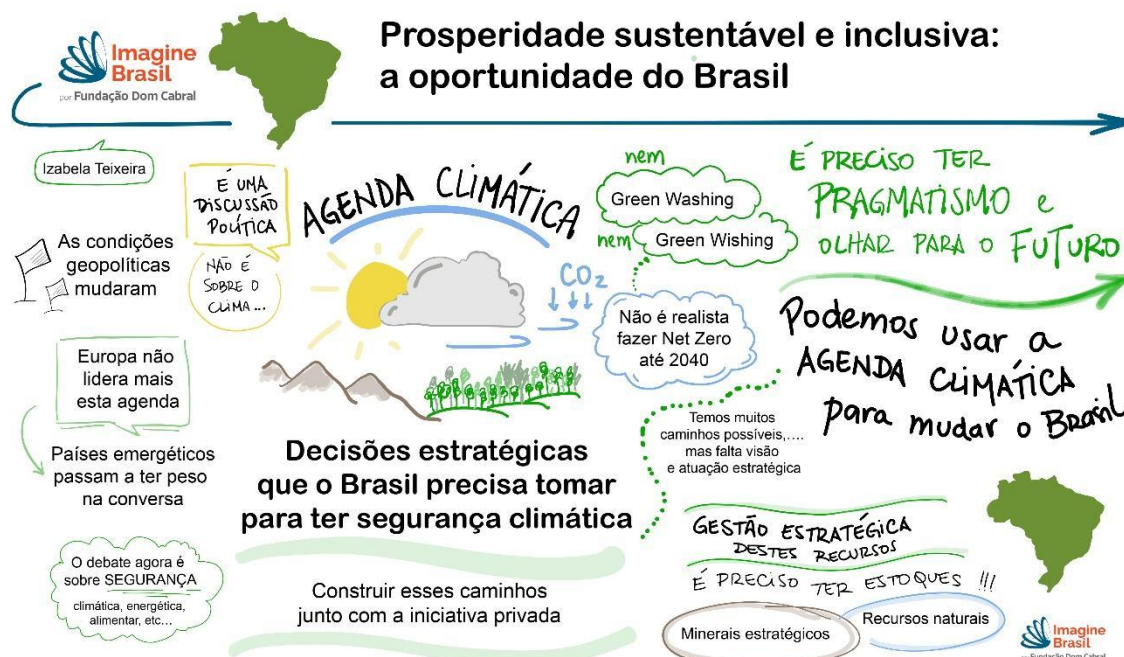 Imagine
Brasil
por Fundação Dom Cabral
Prosperidade sustentável e inclusiva:
a oportunidade do Brasil
Izabela Teixeira
As condições
geopolíticas
mudaram
É UMA
DISCUSSÃO
POLÍTICA
NÃO É
SOBRE O
CLIMA...
Europa não
lidera mais
esta agenda
Países energéticos
passam a ter peso
na conversa
O debate agora é
sobre SEGURANÇA
climática, energética,
alimentar, etc...
AGENDA CLIMÁTICA
CO2
Decisões estratégicas
que o Brasil precisa tomar
para ter segurança climática
Construir esses caminhos
junto com a iniciativa privada
nem
Green Washing
nem
Green Wishing
Não é realista
fazer Net Zero
até 2040
É PRECISO TER
PRAGMATISMO e
OLHAR PARA O FUTURO
Podemos usar a
AGENDA CLIMÁTICA
para mudar o BRASIL
Temos muitos
caminhos possíveis,....
mas falta visão
e atuação estratégica
GESTÃO ESTRATÉGICA
DESTES RECURSOS
É PRECISO TER ESTOQUES !!!
Minerais estratégicos
Recursos naturais
Imagine
Brasil
por Fundação Dom Cabral